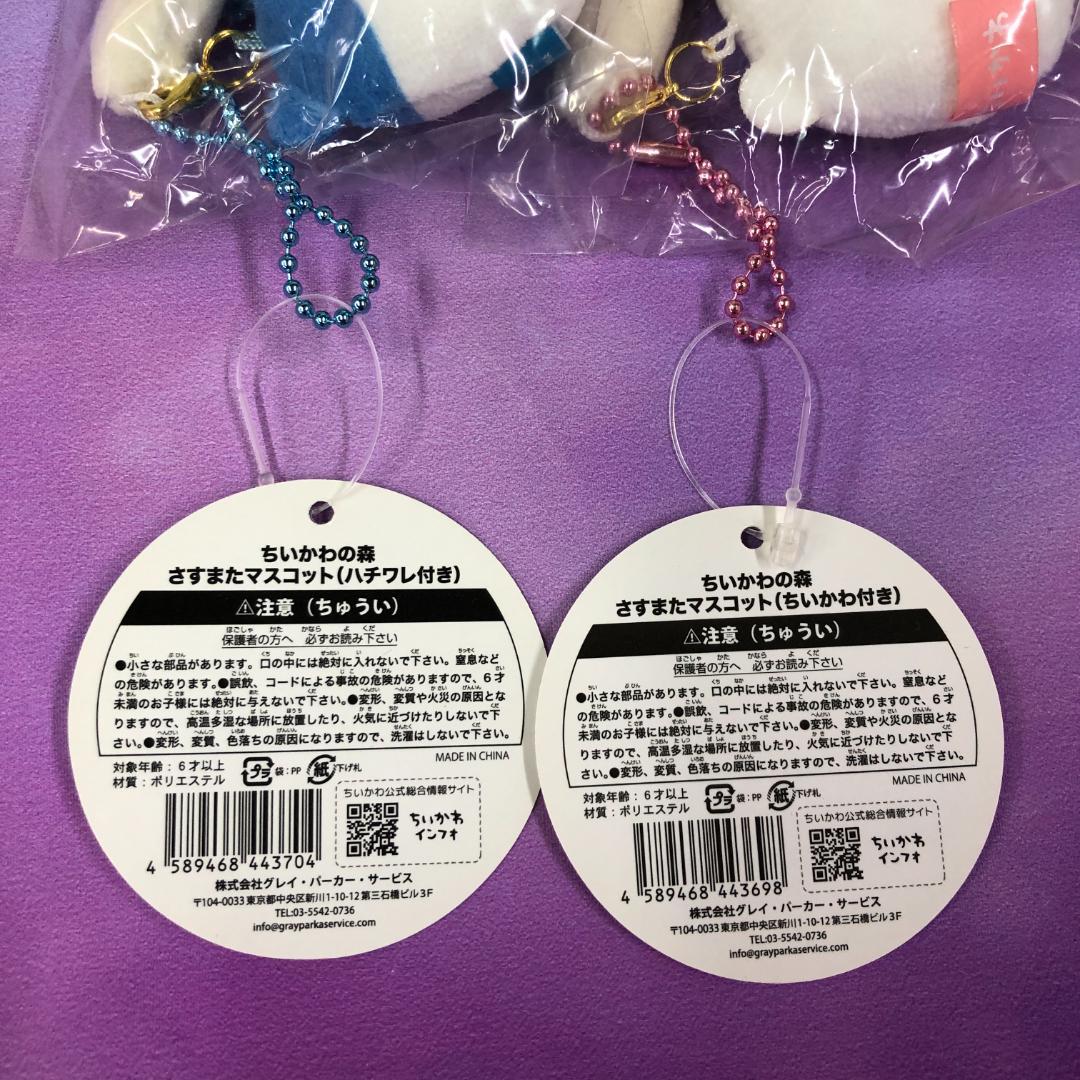 ちいかわの森
さすまたマスコット(ハチワレ付き)
⚠注意(ちゅうい)
保護者の方へ 必ずお読み下さい
●小さな部品があります。口の中には絶対に入れないで下さい。窒息など
の危険があります。●誤飲、コードによる事故の危険がありますので、6才
未満のお子様には絶対に与えないで下さい。●変形、変質や火災の原因とな
りますので、高温多湿な場所に放置したり、火気に近づけたりしないで下
さい。●変形、変質、色落ちの原因になりますので、洗濯はしないで下さい。
MADE IN CHINA
対象年齢:6才以上
材質:ポリエステル
プラ 袋:PP 紙 下げ札
ちいかわ公式総合情報サイト
ちいかわ
インフォ
4 589468 443704
株式会社グレイ・パーカー・サービス
〒104-0033 東京都中央区新川1-10-12 第三石橋ビル3F
TEL:03-5542-0736
info@grayparkaservice.com
ちいかわの森
さすまたマスコット(ちいかわ付き)
⚠注意(ちゅうい)
保護者の方へ 必ずお読み下さい
●小さな部品があります。口の中には絶対に入れないで下さい。窒息など
の危険があります。●誤飲、コードによる事故の危険がありますので、6才
未満のお子様には絶対に与えないで下さい。●変形、変質や火災の原因とな
りますので、高温多湿な場所に放置したり、火気に近づけたりしないで下
さい。●変形、変質、色落ちの原因になりますので、洗濯はしないで下さい。
MADE IN CHINA
対象年齢:6才以上
材質:ポリエステル
プラ 袋:PP 紙 下げ札
ちいかわ公式総合情報サイト
ちいかわ
インフォ
4 589468 443698
株式会社グレイ・パーカー・サービス
〒104-0033 東京都中央区新川1-10-12 第三石橋ビル3F
TEL:03-5542-0736
info@grayparkaservice.com